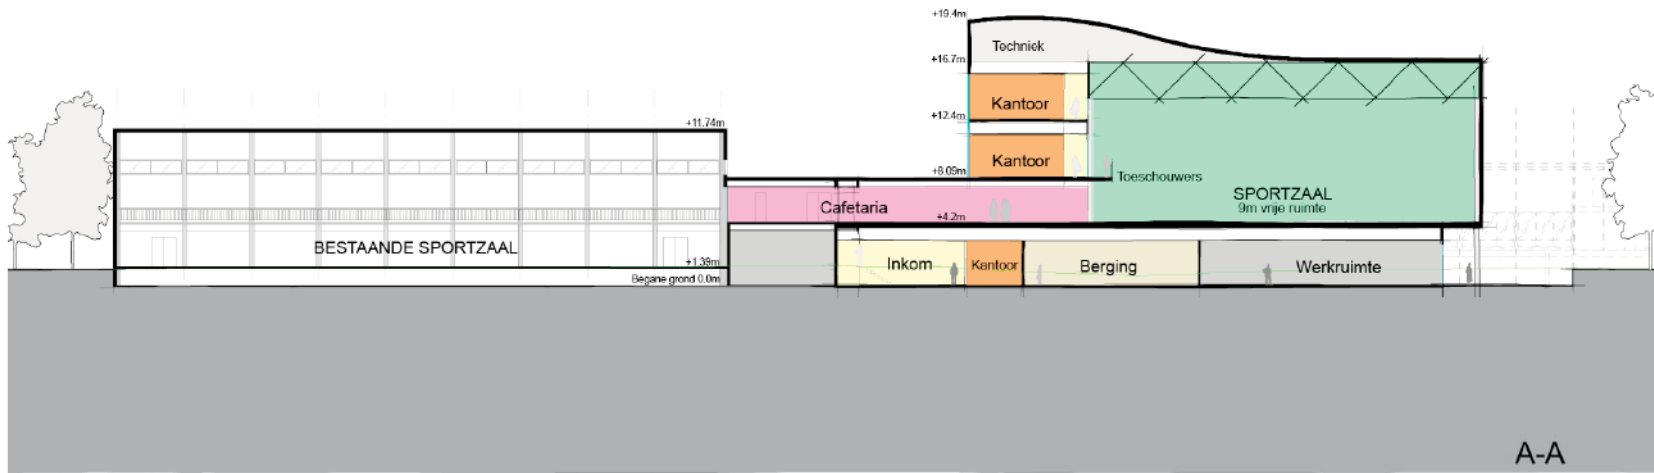 +19.4m
Techniek
+16.7m
Kantoor
+12.4m
+11.74m
Kantoor
+8.09m
Toeschouwers
SPORTZAAL
9m vrije ruimte
Cafetaria
+4.2m
BESTAANDE SPORTZAAL
+1.39m
Inkom
Kantoor
Berging
Werkruimte
Begane grond 0.0m
A-A